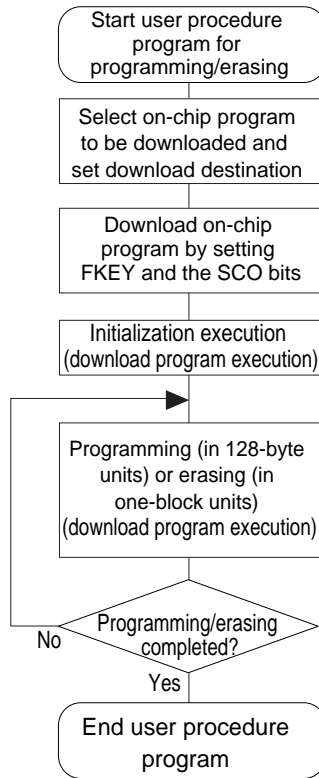 Start user procedure
program for
programming/erasing
Select on-chip program
to be downloaded and
set download destination
Download on-chip
program by setting
FKEY and the SCO bits
Initialization execution
(download program execution)
Programming (in 128-byte
units) or erasing (in
one-block units)
(download program execution)
Programming/erasing
completed?
No
Yes
End user procedure
program